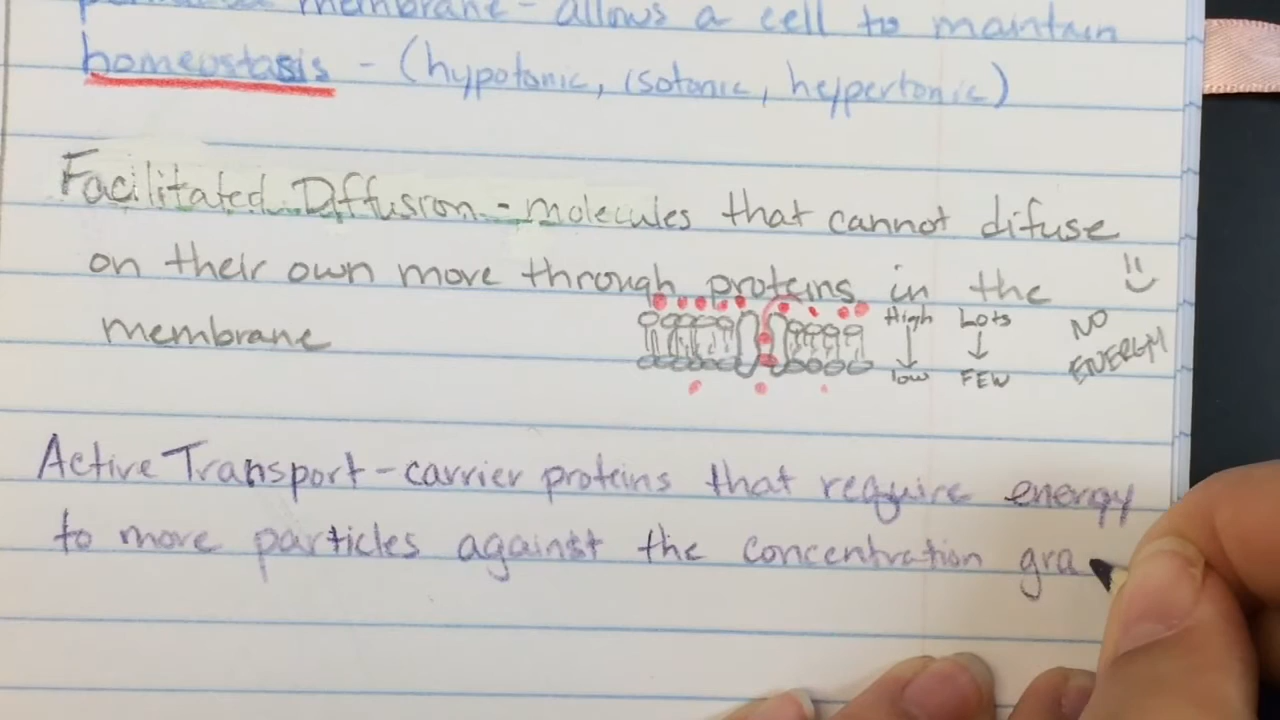 membrane - allows a cell to maintain
homeostasis - (hypotonic, isotonic, hypertonic)
Facilitated Diffusion - molecules that cannot difuse
on their own move through proteins in the
membrane
High Lots NO
ENERGY
low FEW
Active Transport - carrier proteins that require energy
to move particles against the concentration gra